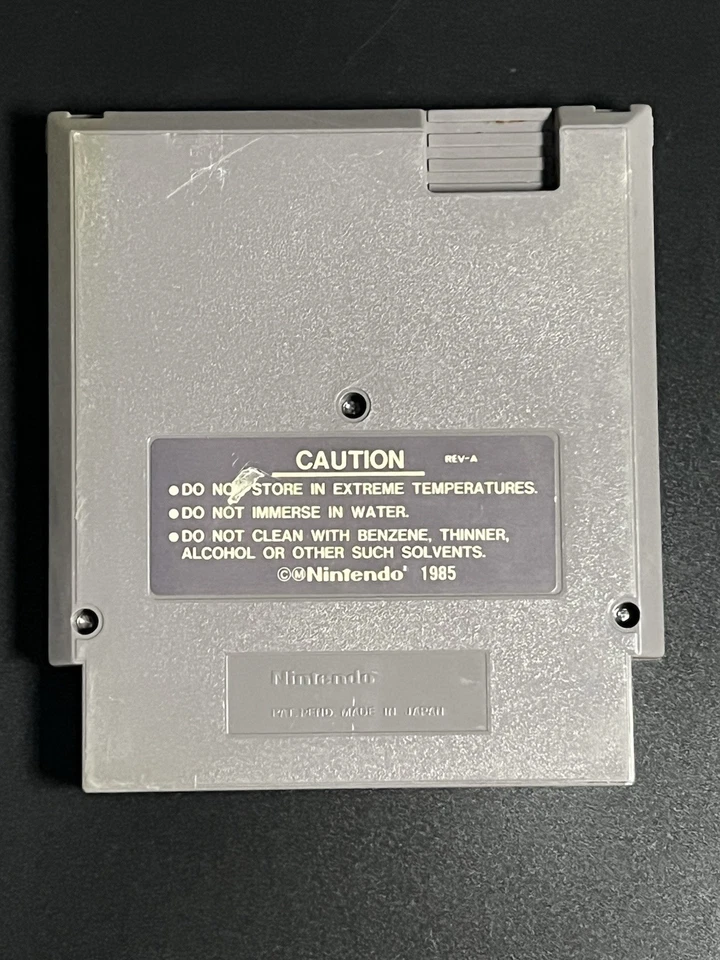 CAUTION REV-A
●DO NOT STORE IN EXTREME TEMPERATURES.
●DO NOT IMMERSE IN WATER.
●DO NOT CLEAN WITH BENZENE, THINNER,
ALCOHOL OR OTHER SUCH SOLVENTS.
©ⓂNintendo® 1985
Nintendo
PAT.PEND MADE IN JAPAN